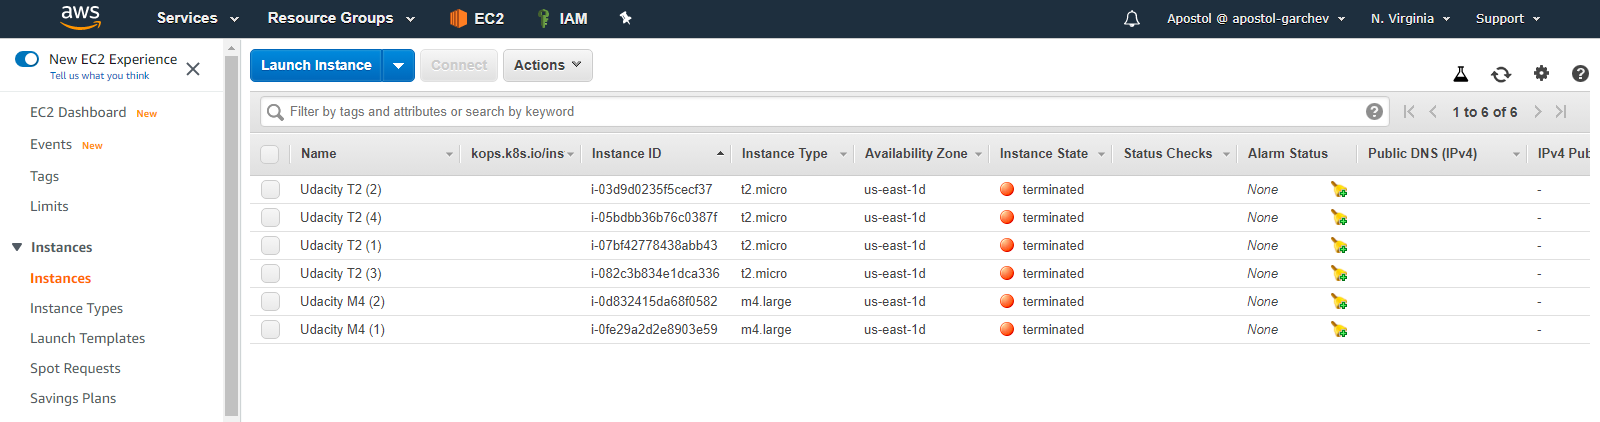 aws Services Resource Groups EC2 IAM Apostol @ apostol-garchev N. Virginia Support
New EC2 Experience
Tell us what you think
EC2 Dashboard New
Events New
Tags
Limits
Instances
Instances
Instance Types
Launch Templates
Spot Requests
Savings Plans
Launch Instance Connect Actions
Filter by tags and attributes or search by keyword 1 to 6 of 6
Name kops.k8s.io/ins Instance ID Instance Type Availability Zone Instance State Status Checks Alarm Status Public DNS (IPv4) IPv4 Pub
Udacity T2 (2) i-03d9d0235f5cecf37 t2.micro us-east-1d terminated None -
Udacity T2 (4) i-05bdbb36b76c0387f t2.micro us-east-1d terminated None -
Udacity T2 (1) i-07bf42778438abb43 t2.micro us-east-1d terminated None -
Udacity T2 (3) i-082c3b834e1dca336 t2.micro us-east-1d terminated None -
Udacity M4 (2) i-0d832415da68f0582 m4.large us-east-1d terminated None -
Udacity M4 (1) i-0fe29a2d2e8903e59 m4.large us-east-1d terminated None -